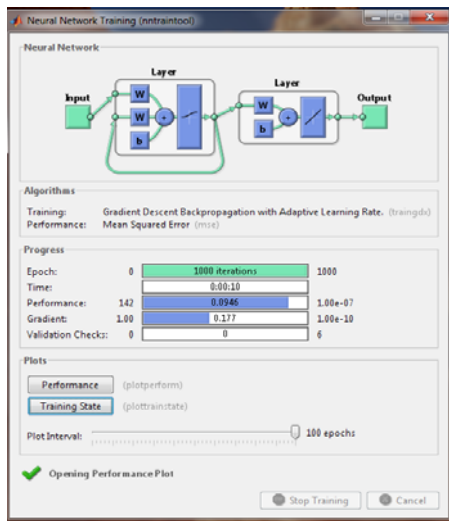 Neural Network Training (nntraintool)
Neural Network
Layer
Layer
Input
Output
W
W
b
+
W
b
+
Algorithms
Training: Gradient Descent Backpropagation with Adaptive Learning Rate. (traingdx)
Performance: Mean Squared Error (mse)
Progress
Epoch: 0 1000 iterations 1000
Time: 0:00:10
Performance: 142 0.0946 1.00e-07
Gradient: 1.00 0.177 1.00e-10
Validation Checks: 0 0 6
Plots
Performance (plotperform)
Training State (plottrainstate)
Plot Interval: 100 epochs
Opening Performance Plot
Stop Training Cancel